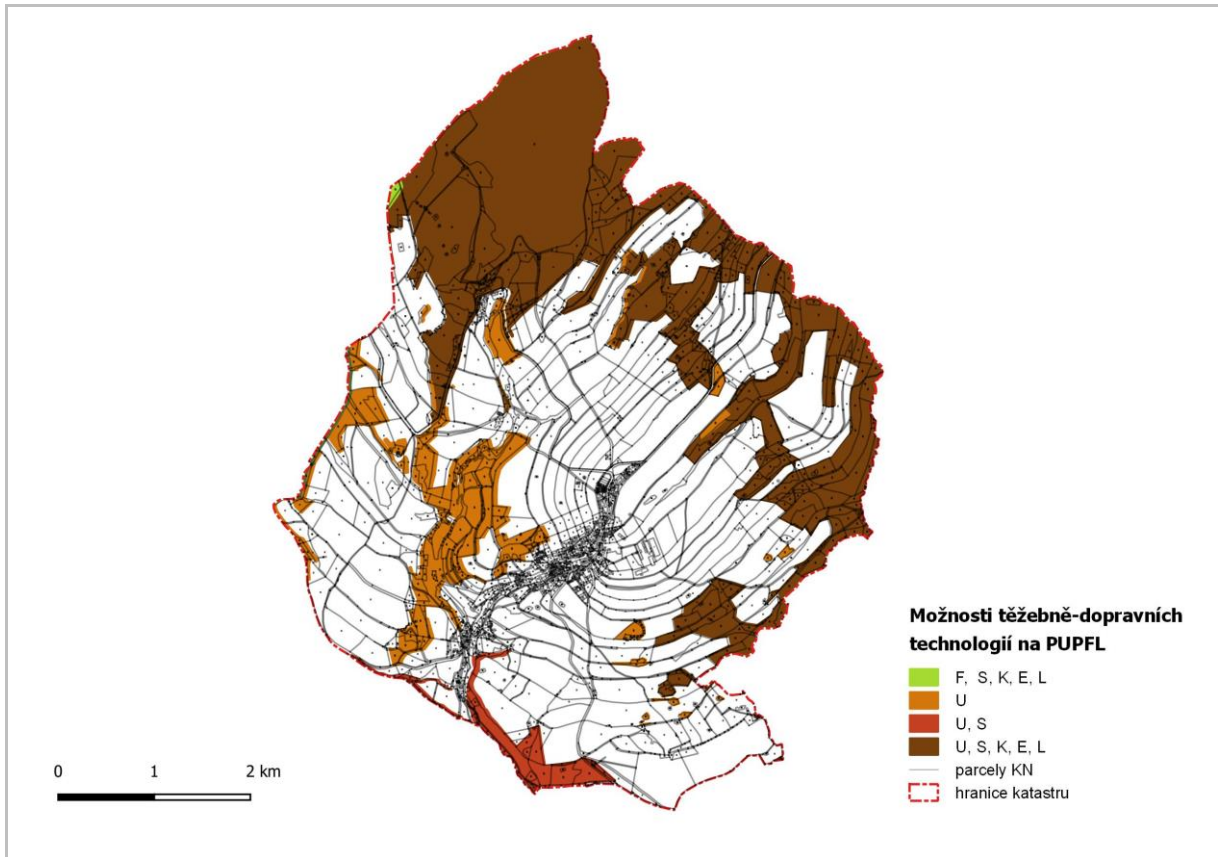 Možnosti těžebně-dopravních
technologií na PUPFL
F, S, K, E, L
U
U, S
U, S, K, E, L
parcely KN
hranice katastru
0 1 2 km